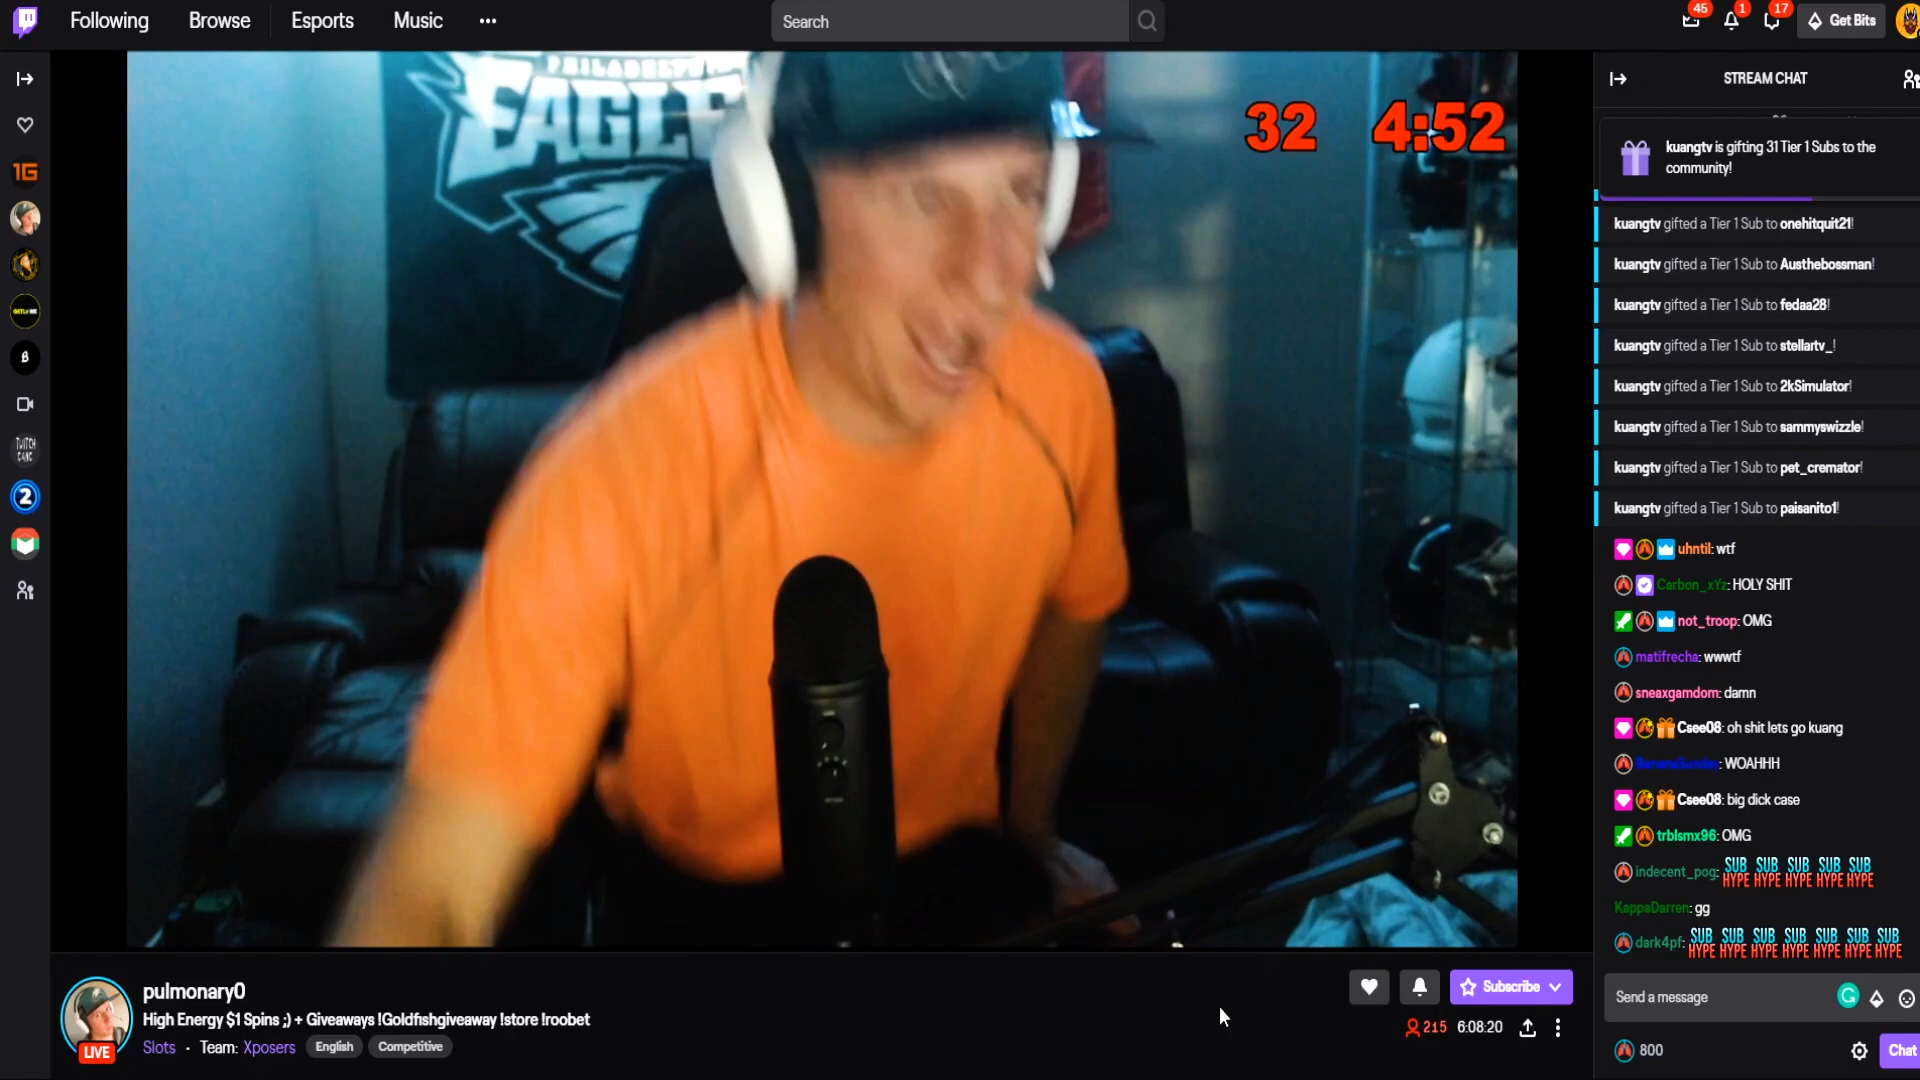 Following
Browse
Esports
Music
Search
45
1
17
Get Bits
PHILADELPHIA
EAGLE
32 4:52
STREAM CHAT
kuangtv is gifting 31 Tier 1 Subs to the
community!
kuangtv gifted a Tier 1 Sub to onehitquit21!
kuangtv gifted a Tier 1 Sub to Austhebossman!
kuangtv gifted a Tier 1 Sub to fedaa28!
kuangtv gifted a Tier 1 Sub to stellartv_!
kuangtv gifted a Tier 1 Sub to 2kSimulator!
kuangtv gifted a Tier 1 Sub to sammyswizzle!
kuangtv gifted a Tier 1 Sub to pet_cremator!
kuangtv gifted a Tier 1 Sub to paisanito1!
uhntil: wtf
Carbon_xYz: HOLY SHIT
not_troop: OMG
matifrecha: wwwtf
sneaxgamdom: damn
Csee08: oh shit lets go kuang
BananaSundae: WOAHHH
Csee08: big dick case
trblsmx96: OMG
indecent_pog: SUB HYPE SUB HYPE SUB HYPE SUB HYPE SUB HYPE
KappaDarren: gg
dark4pf: SUB HYPE SUB HYPE SUB HYPE SUB HYPE SUB HYPE SUB HYPE SUB HYPE
Send a message
800
Chat
1G
TWITCH
GANG
2
pulmonary0
High Energy $1 Spins ;) + Giveaways !Goldfishgiveaway !store !roobet
Slots · Team: Xposers English Competitive
LIVE
Subscribe
215 6:08:20